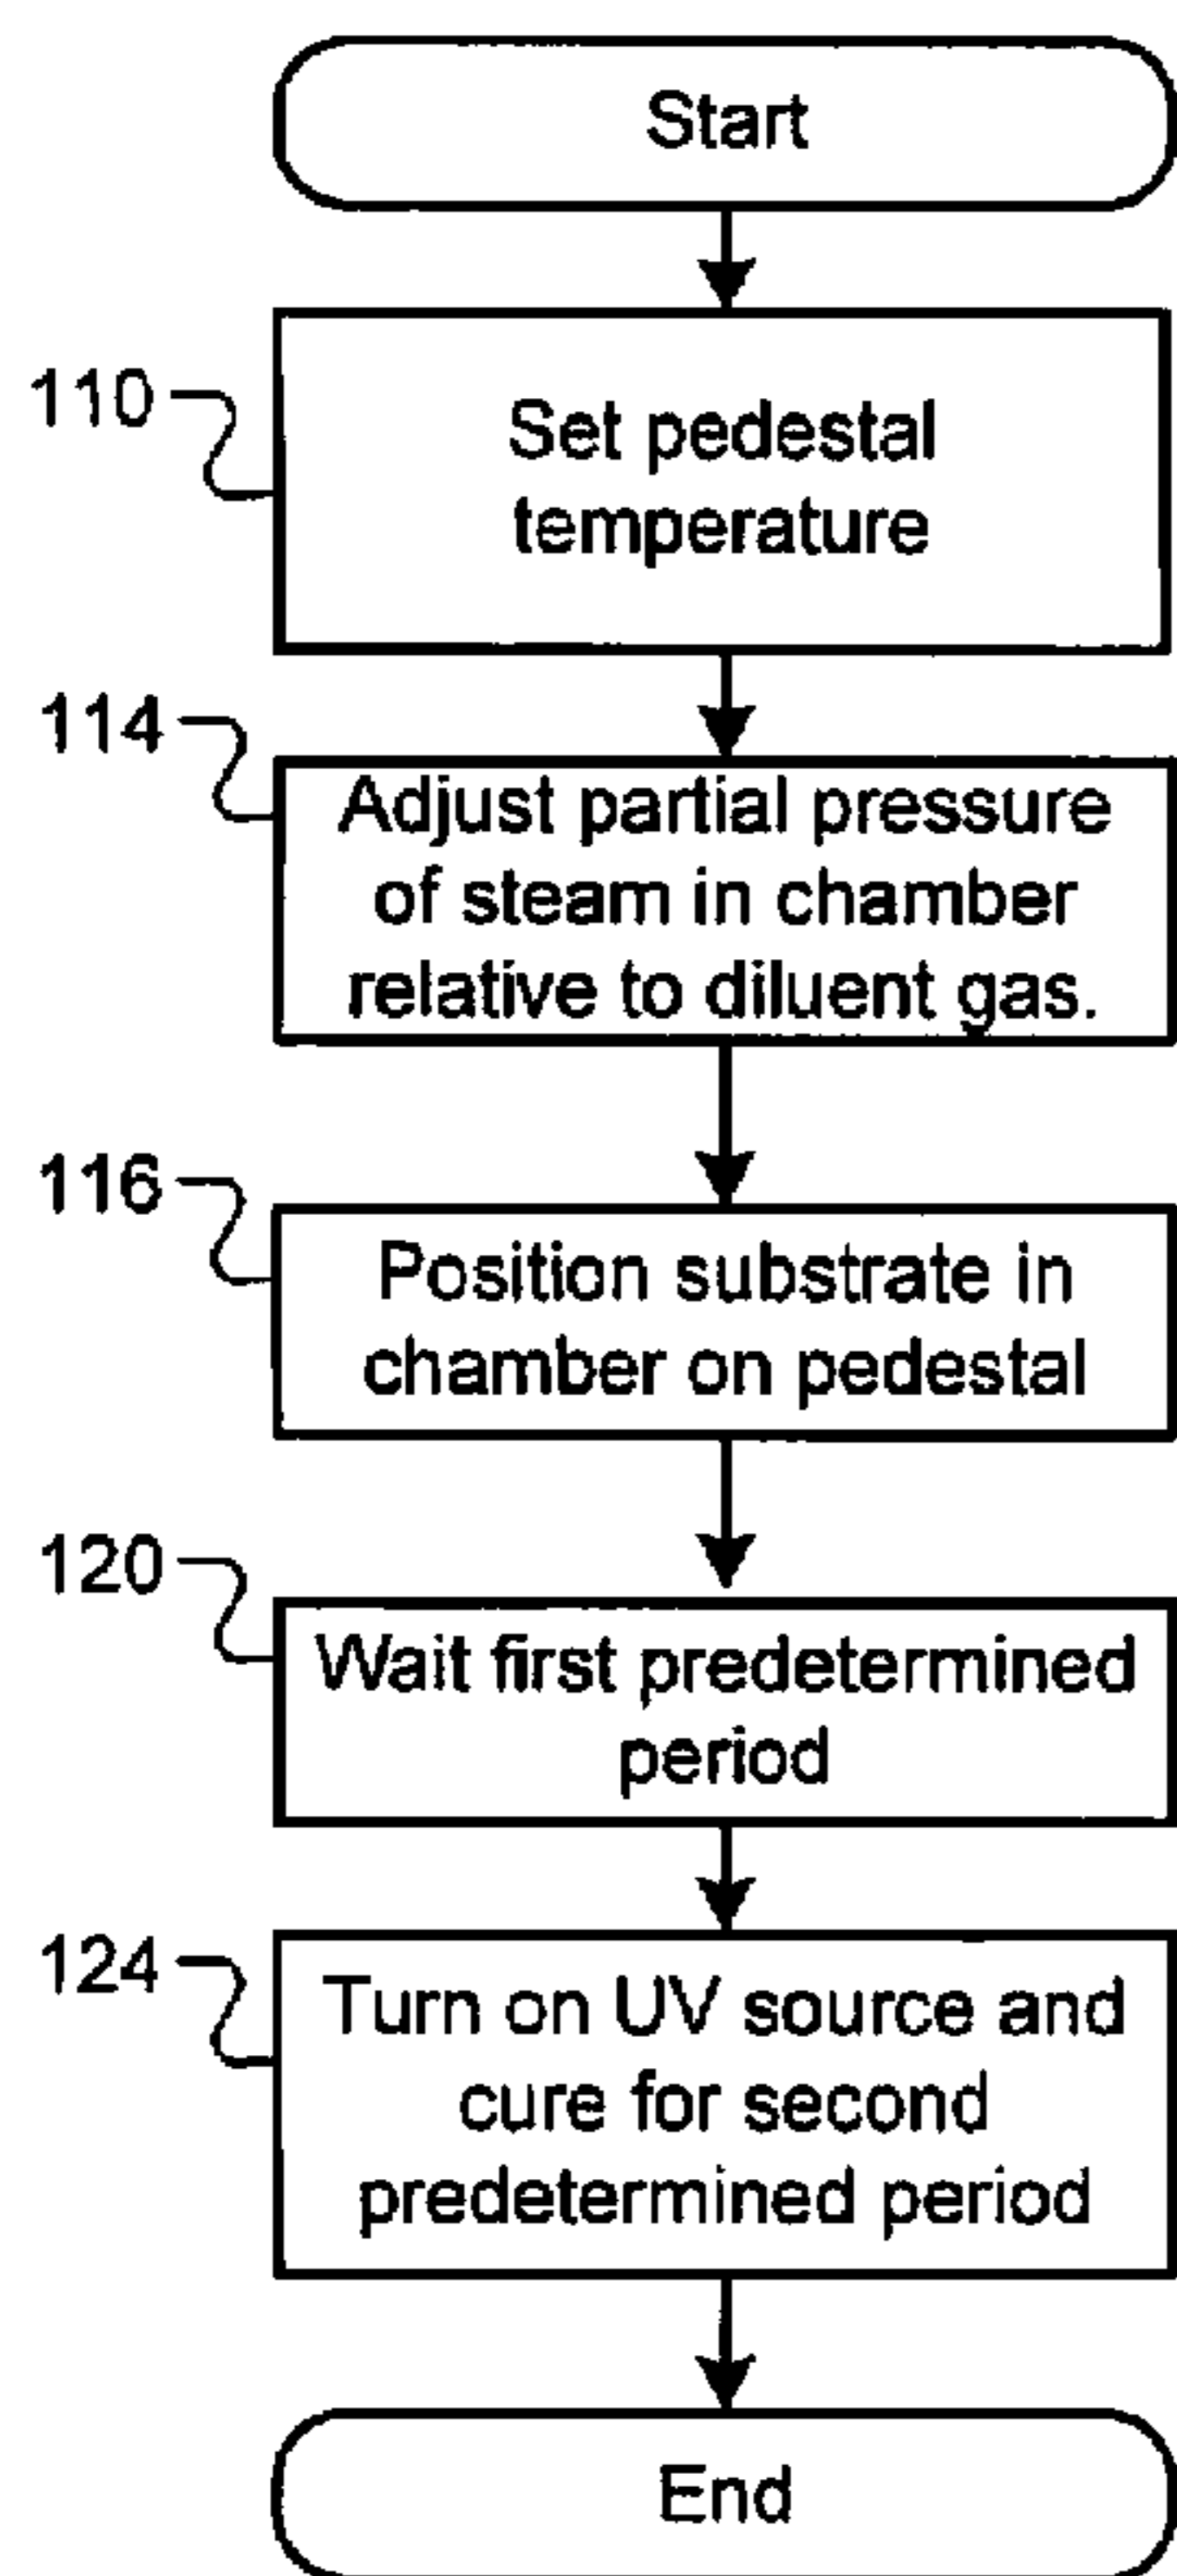 Start
110
Set pedestal
temperature
114
Adjust partial pressure
of steam in chamber
relative to diluent gas.
116
Position substrate in
chamber on pedestal
120
Wait first predetermined
period
124
Turn on UV source and
cure for second
predetermined period
End